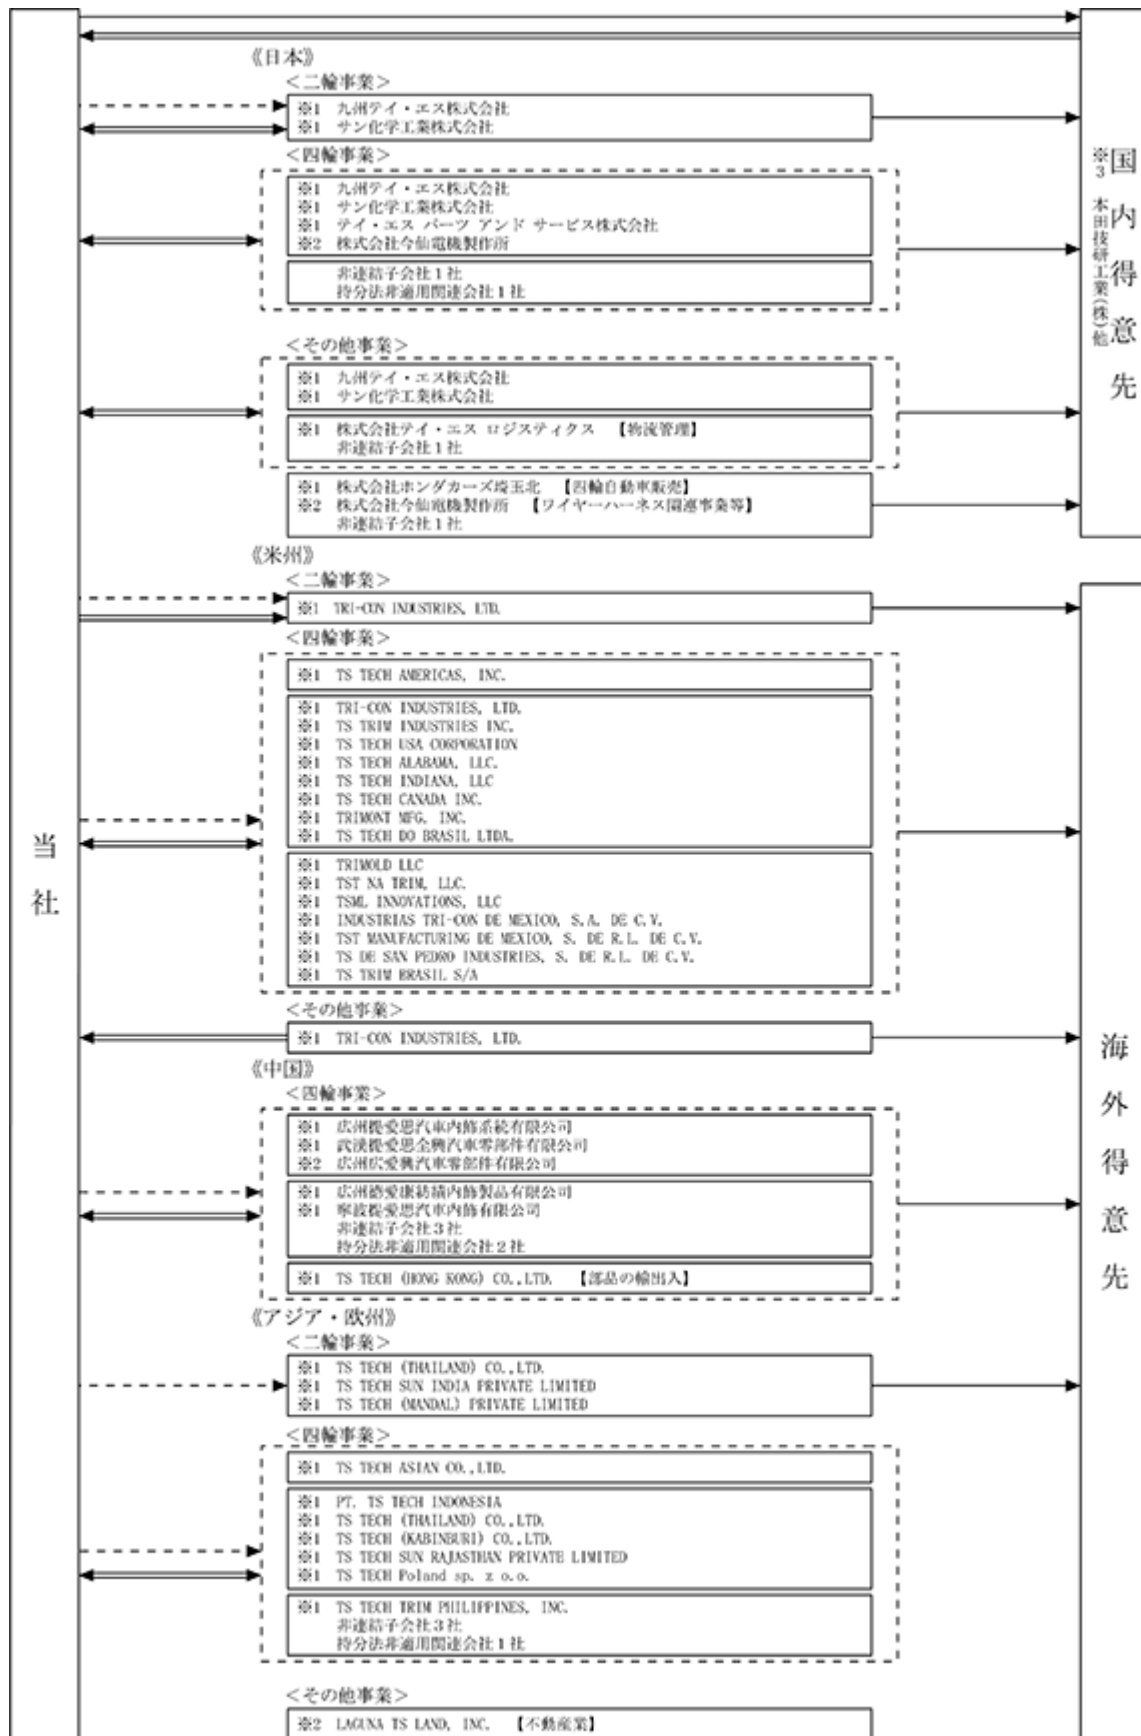 《日本》
＜二輪事業＞
※1 九州テイ・エス株式会社
※1 サン化学工業株式会社
＜四輪事業＞
※1 九州テイ・エス株式会社
※1 サン化学工業株式会社
※1 テイ・エス パーツ アンド サービス株式会社
※2 株式会社今仙電機製作所
非連結子会社1社
持分法非適用関連会社1社
＜その他事業＞
※1 九州テイ・エス株式会社
※1 サン化学工業株式会社
※1 株式会社テイ・エス ロジスティクス 【物流管理】
非連結子会社1社
※1 株式会社ホンダカーズ埼玉北 【四輪自動車販売】
※2 株式会社今仙電機製作所 【ワイヤーハーネス関連事業等】
非連結子会社1社
国内得意先
※3 本田技研工業(株)他
《米州》
＜二輪事業＞
※1 TRI-CON INDUSTRIES, LTD.
＜四輪事業＞
※1 TS TECH AMERICAS, INC.
※1 TRI-CON INDUSTRIES, LTD.
※1 TS TRIM INDUSTRIES INC.
※1 TS TECH USA CORPORATION
※1 TS TECH ALABAMA, LLC.
※1 TS TECH INDIANA, LLC
※1 TS TECH CANADA INC.
※1 TRIMONT MFG. INC.
※1 TS TECH DO BRASIL LTDA.
※1 TRIMOLD LLC
※1 TST NA TRIM, LLC.
※1 TSML INNOVATIONS, LLC
※1 INDUSTRIAS TRI-CON DE MEXICO, S.A. DE C.V.
※1 TST MANUFACTURING DE MEXICO, S. DE R.L. DE C.V.
※1 TS DE SAN PEDRO INDUSTRIES, S. DE R.L. DE C.V.
※1 TS TRIM BRASIL S/A
＜その他事業＞
※1 TRI-CON INDUSTRIES, LTD.
当社
海外得意先
《中国》
＜四輪事業＞
※1 広州提愛思汽車内飾系統有限公司
※1 武漢提愛思全興汽車零部件有限公司
※2 広州広愛興汽車零部件有限公司
※1 広州徳愛康紡績内飾製品有限公司
※1 寧波提愛思汽車内飾有限公司
非連結子会社3社
持分法非適用関連会社2社
※1 TS TECH (HONG KONG) CO.,LTD. 【部品の輸出入】
《アジア・欧州》
＜二輪事業＞
※1 TS TECH (THAILAND) CO.,LTD.
※1 TS TECH SUN INDIA PRIVATE LIMITED
※1 TS TECH (MANDAL) PRIVATE LIMITED
＜四輪事業＞
※1 TS TECH ASIAN CO.,LTD.
※1 PT. TS TECH INDONESIA
※1 TS TECH (THAILAND) CO.,LTD.
※1 TS TECH (KABINBURI) CO.,LTD.
※1 TS TECH SUN RAJASTHAN PRIVATE LIMITED
※1 TS TECH Poland sp. z o.o.
※1 TS TECH TRIM PHILIPPINES, INC.
非連結子会社3社
持分法非適用関連会社1社
＜その他事業＞
※2 LAGUNA TS LAND, INC. 【不動産業】